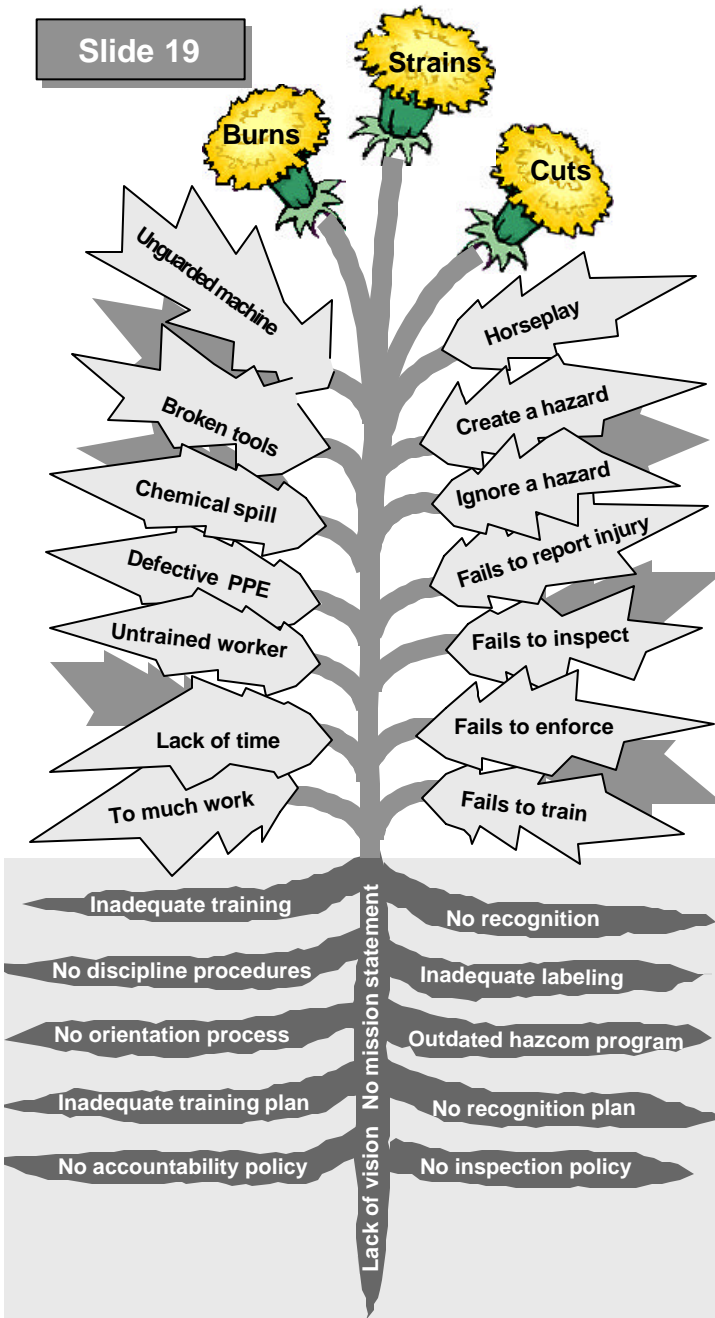 Slide 19
Strains
Burns
Cuts
Unguarded machine
Horseplay
Broken tools
Create a hazard
Chemical spill
Ignore a hazard
Defective PPE
Fails to report injury
Untrained worker
Fails to inspect
Lack of time
Fails to enforce
To much work
Fails to train
Inadequate training
No recognition
No discipline procedures
Inadequate labeling
No orientation process
Outdated hazcom program
Inadequate training plan
No recognition plan
No accountability policy
No inspection policy
Lack of vision No mission statement